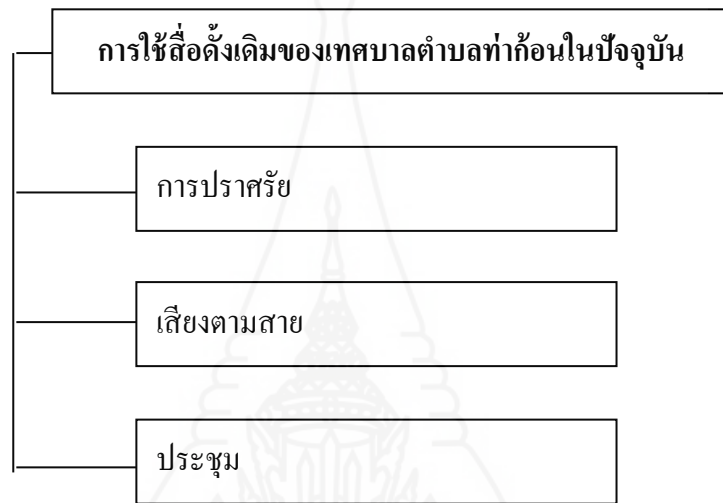 การใช้สื่อดั้งเดิมของเทศบาลตำบลท่าก้อนในปัจจุบัน
การปราศรัย
เสียงตามสาย
ประชุม